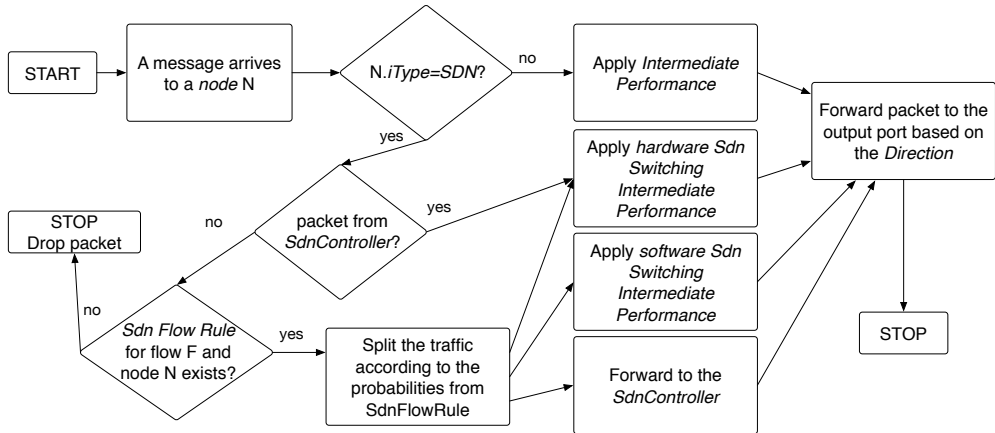 START
A message arrives
to a node N
N.iType=SDN?
no
Apply Intermediate
Performance
Forward packet to the
output port based on
the Direction
yes
Apply hardware Sdn
Switching
Intermediate
Performance
packet from
SdnController?
yes
no
STOP
Drop packet
Apply software Sdn
Switching
Intermediate
Performance
no
Sdn Flow Rule
for flow F and
node N exists?
yes
Split the traffic
according to the
probabilities from
SdnFlowRule
Forward to the
SdnController
STOP